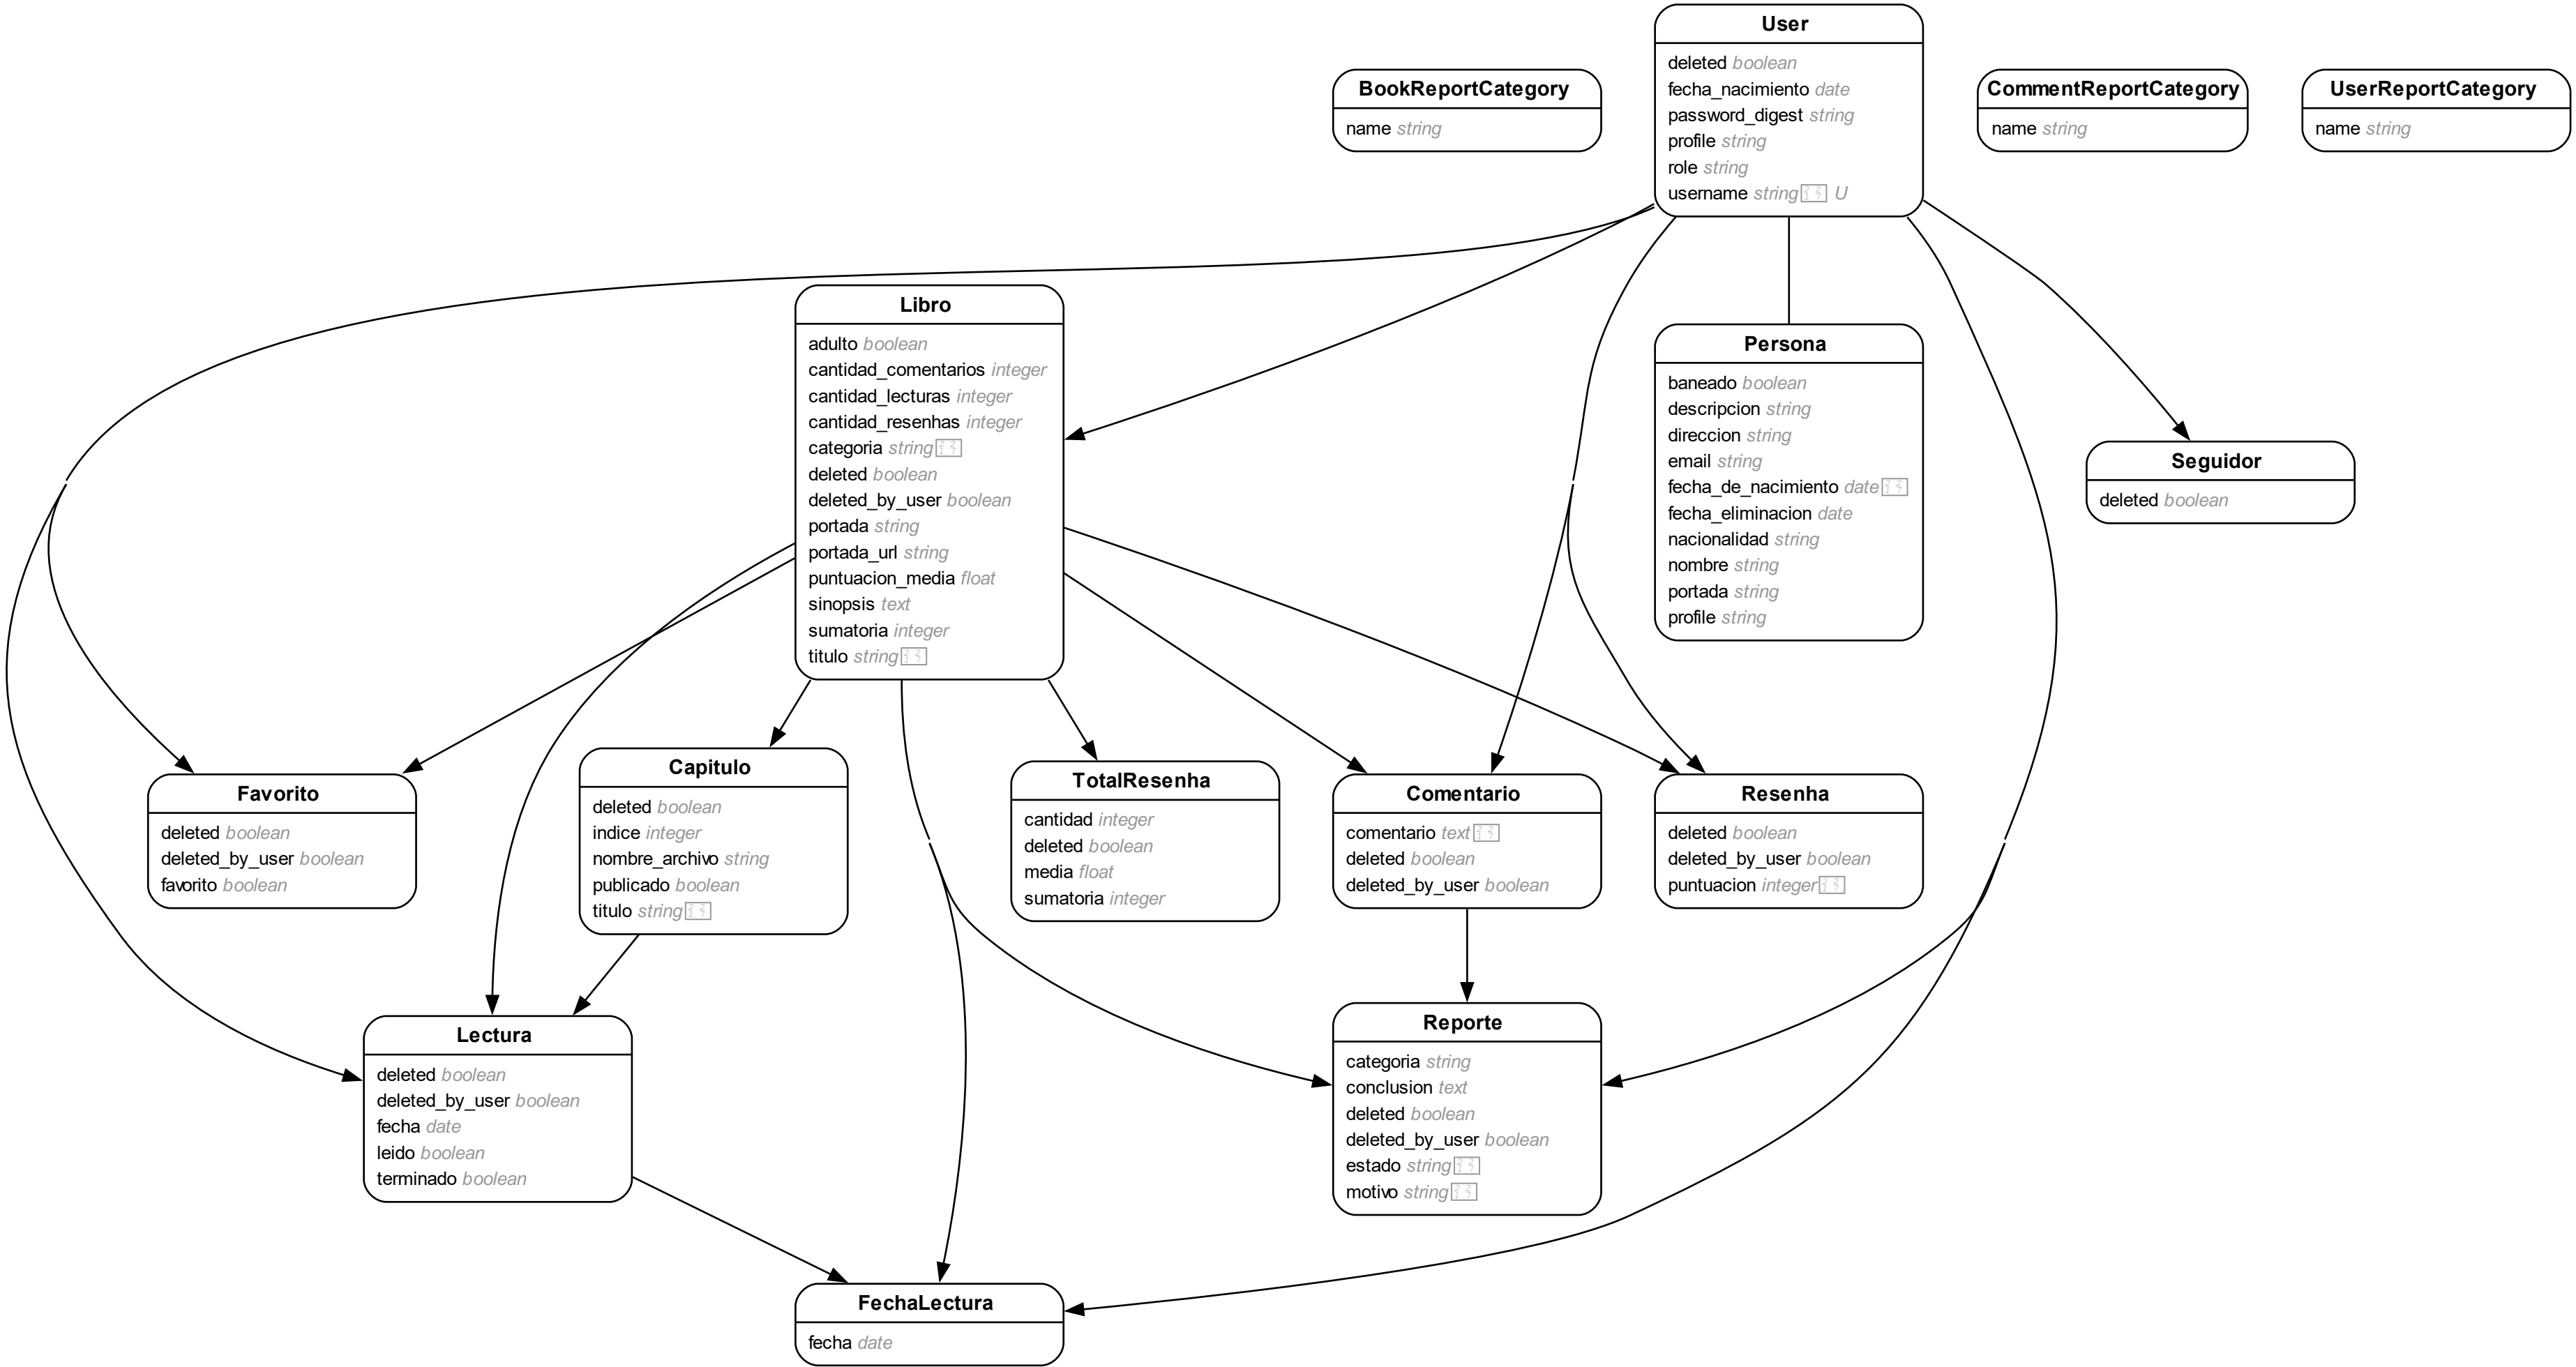 User
deleted boolean
fecha_nacimiento date
password_digest string
profile string
role string
username string U
BookReportCategory
name string
CommentReportCategory
name string
UserReportCategory
name string
Libro
adulto boolean
cantidad_comentarios integer
cantidad_lecturas integer
cantidad_resenhas integer
categoria string
deleted boolean
deleted_by_user boolean
portada string
portada_url string
puntuacion_media float
sinopsis text
sumatoria integer
titulo string
Persona
baneado boolean
descripcion string
direccion string
email string
fecha_de_nacimiento date
fecha_eliminacion date
nacionalidad string
nombre string
portada string
profile string
Seguidor
deleted boolean
Favorito
deleted boolean
deleted_by_user boolean
favorito boolean
Capitulo
deleted boolean
indice integer
nombre_archivo string
publicado boolean
titulo string
TotalResenha
cantidad integer
deleted boolean
media float
sumatoria integer
Comentario
comentario text
deleted boolean
deleted_by_user boolean
Resenha
deleted boolean
deleted_by_user boolean
puntuacion integer
Lectura
deleted boolean
deleted_by_user boolean
fecha date
leido boolean
terminado boolean
Reporte
categoria string
conclusion text
deleted boolean
deleted_by_user boolean
estado string
motivo string
FechaLectura
fecha date